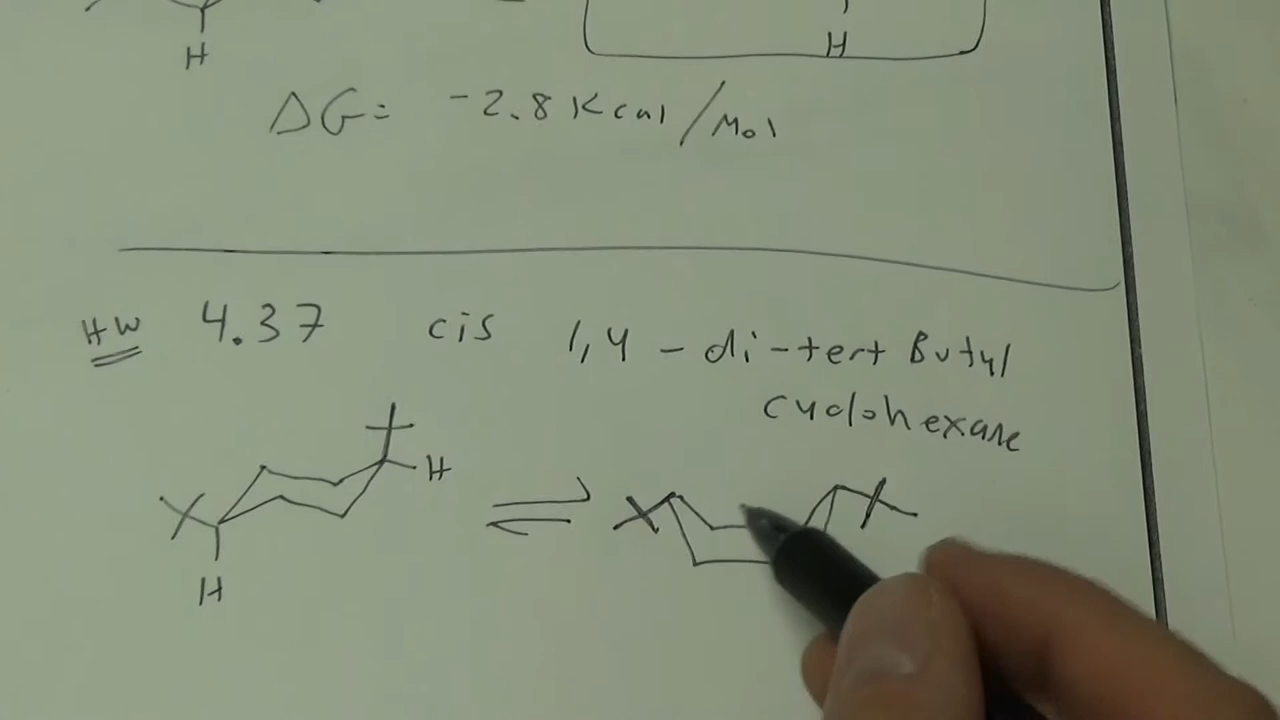 H
H
ΔG= -2.8 Kcal/Mol
HW 4.37 cis 1,4-di-tert Butyl
cyclohexane
H
H